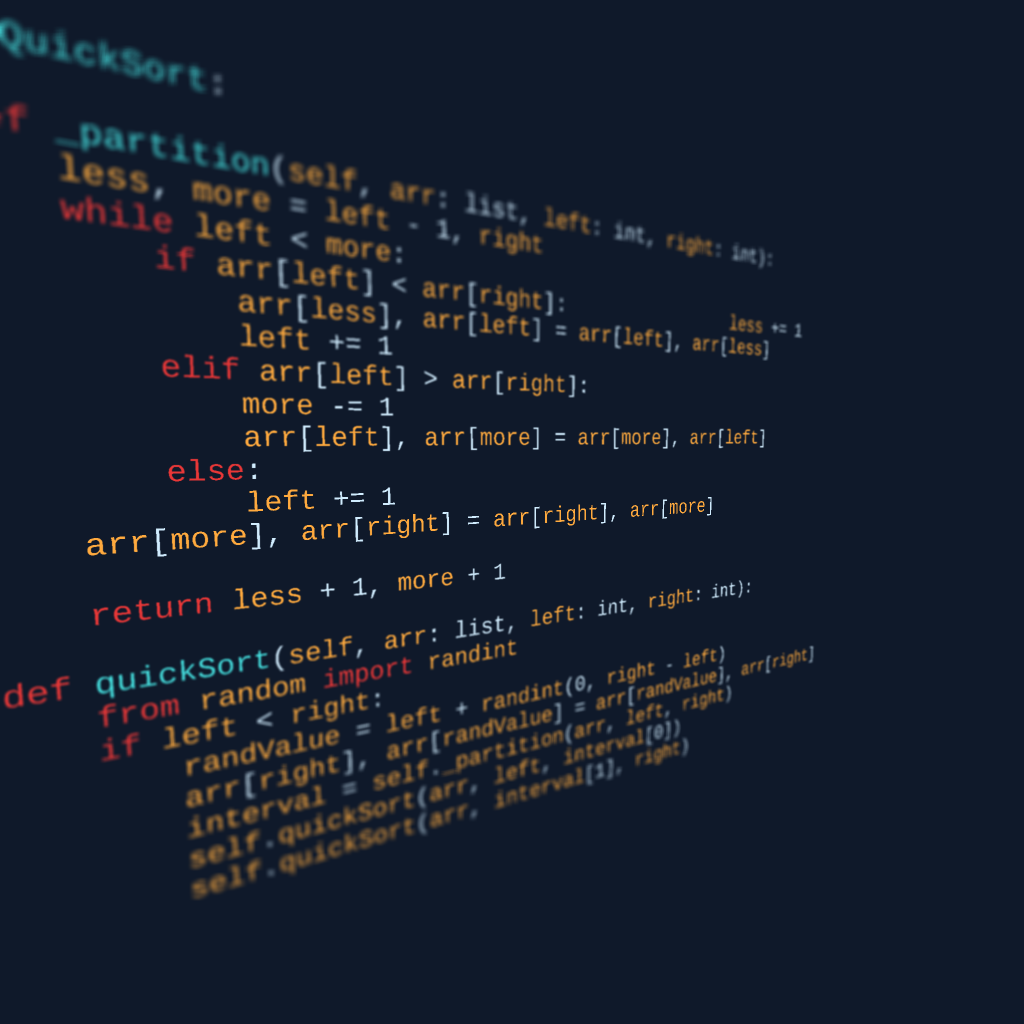 QuickSort:
_partition(self, arr: list, left: int, right: int):
less, more = left - 1, right
while left < more:
if arr[left] < arr[right]:
less += 1
arr[less], arr[left] = arr[left], arr[less]
left += 1
elif arr[left] > arr[right]:
more -= 1
arr[left], arr[more] = arr[more], arr[left]
else:
left += 1
arr[more], arr[right] = arr[right], arr[more]
return less + 1, more + 1
def quickSort(self, arr: list, left: int, right: int):
from random import randint
if left < right:
randValue = left + randint(0, right - left)
arr[right], arr[randValue] = arr[randValue], arr[right]
interval = self._partition(arr, left, right)
self.quickSort(arr, left, interval[0])
self.quickSort(arr, interval[1], right)